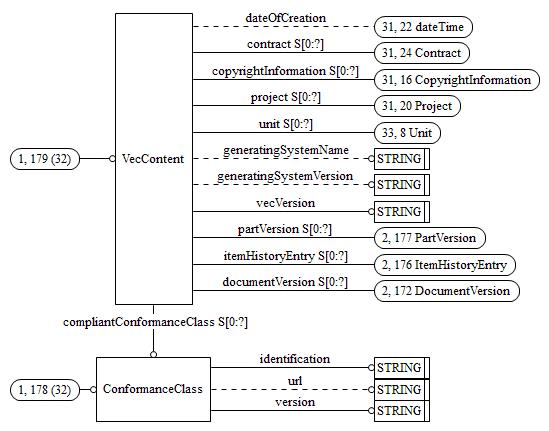 dateOfCreation
31, 22 dateTime
contract S[0:?]
31, 24 Contract
copyrightInformation S[0:?]
31, 16 CopyrightInformation
project S[0:?]
31, 20 Project
unit S[0:?]
33, 8 Unit
1, 179 (32)
VecContent
generatingSystemName
STRING
generatingSystemVersion
STRING
vecVersion
STRING
partVersion S[0:?]
2, 177 PartVersion
itemHistoryEntry S[0:?]
2, 176 ItemHistoryEntry
documentVersion S[0:?]
2, 172 DocumentVersion
compliantConformanceClass S[0:?]
1, 178 (32)
ConformanceClass
identification
STRING
url
STRING
version
STRING